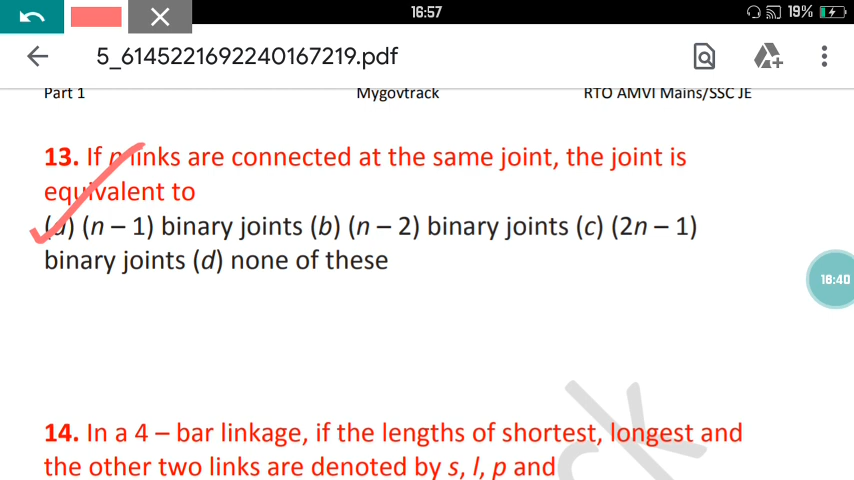 16:57
19%
5_6145221692240167219.pdf
Part 1 Mygovtrack RTO AMVI Mains/SSC JE
13. If n links are connected at the same joint, the joint is
equivalent to
(a) (n – 1) binary joints (b) (n – 2) binary joints (c) (2n – 1)
binary joints (d) none of these
18:40
14. In a 4 – bar linkage, if the lengths of shortest, longest and
the other two links are denoted by s, l, p and